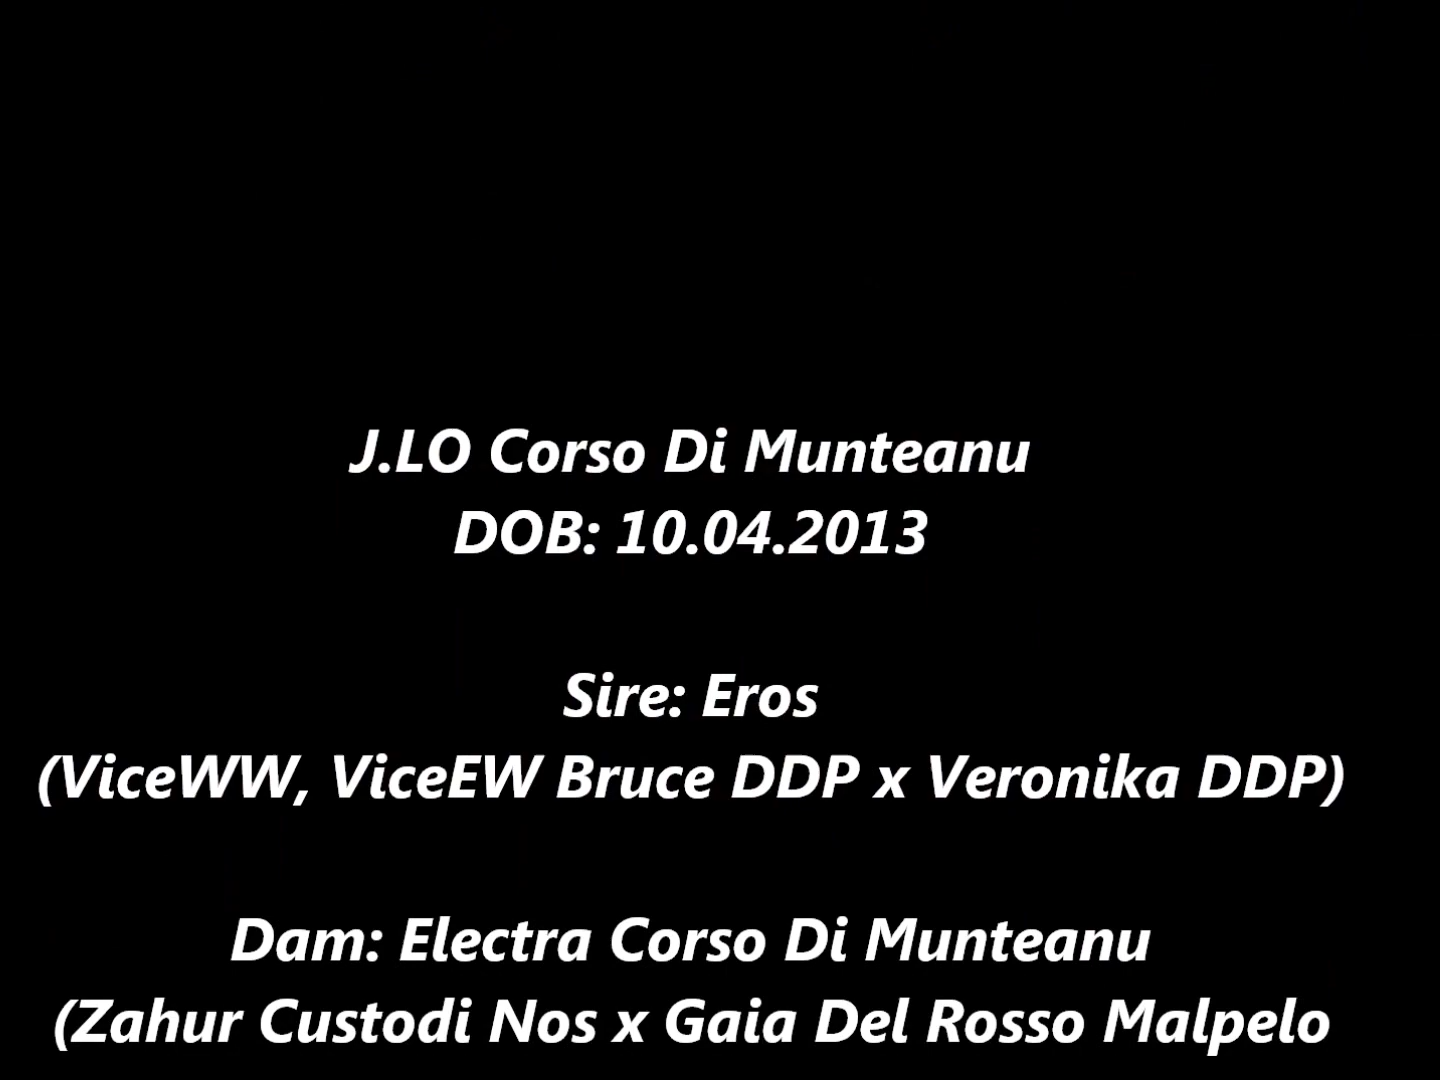 J.LO Corso Di Munteanu
DOB: 10.04.2013
Sire: Eros
(ViceWW, ViceEW Bruce DDP x Veronika DDP)
Dam: Electra Corso Di Munteanu
(Zahur Custodi Nos x Gaia Del Rosso Malpelo